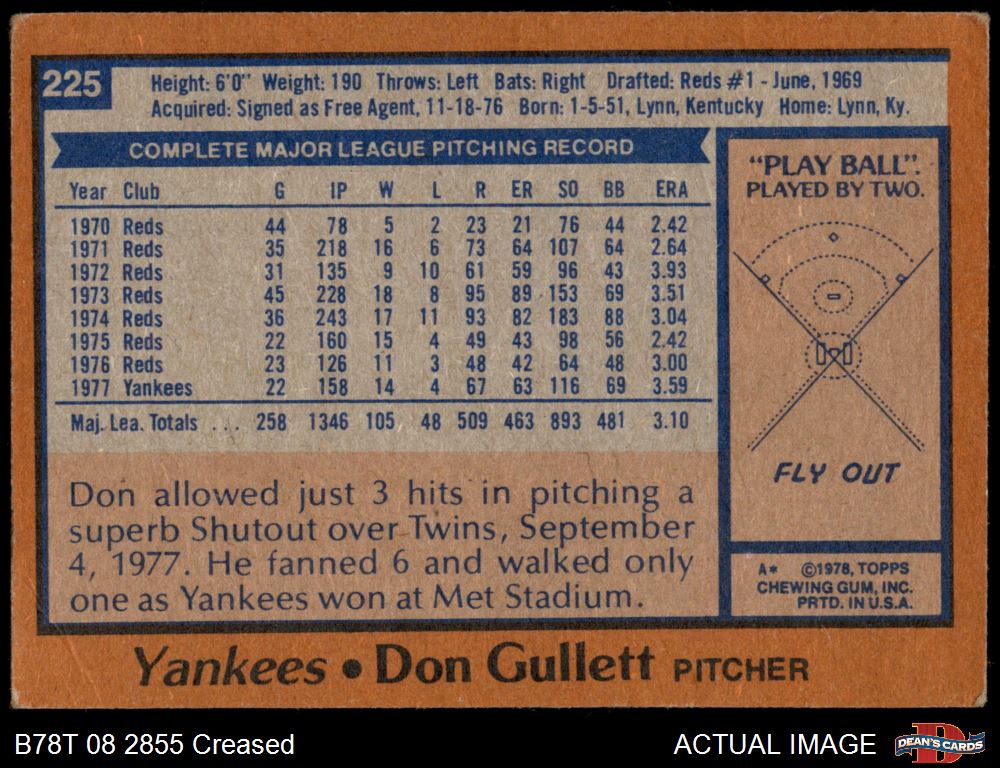 225
Height: 6'0" Weight: 190 Throws: Left Bats: Right Drafted: Reds #1 - June, 1969
Acquired: Signed as Free Agent, 11-18-76 Born: 1-5-51, Lynn, Kentucky Home: Lynn, Ky.
COMPLETE MAJOR LEAGUE PITCHING RECORD
Year Club G IP W L R ER SO BB ERA
1970 Reds 44 78 5 2 23 21 76 44 2.42
1971 Reds 35 218 16 6 73 64 107 64 2.64
1972 Reds 31 135 9 10 61 59 96 43 3.93
1973 Reds 45 228 18 8 95 89 153 69 3.51
1974 Reds 36 243 17 11 93 82 183 88 3.04
1975 Reds 22 160 15 4 49 43 98 56 2.42
1976 Reds 23 126 11 3 48 42 64 48 3.00
1977 Yankees 22 158 14 4 67 63 116 69 3.59
Maj. Lea. Totals ... 258 1346 105 48 509 463 893 481 3.10
Don allowed just 3 hits in pitching a
superb Shutout over Twins, September
4, 1977. He fanned 6 and walked only
one as Yankees won at Met Stadium.
"PLAY BALL".
PLAYED BY TWO.
FLY OUT
A* ©1978, TOPPS
CHEWING GUM, INC.
PRTD. IN U.S.A.
Yankees • Don Gullett PITCHER
B78T 08 2855 Creased
ACTUAL IMAGE
D
DEAN'S CARDS